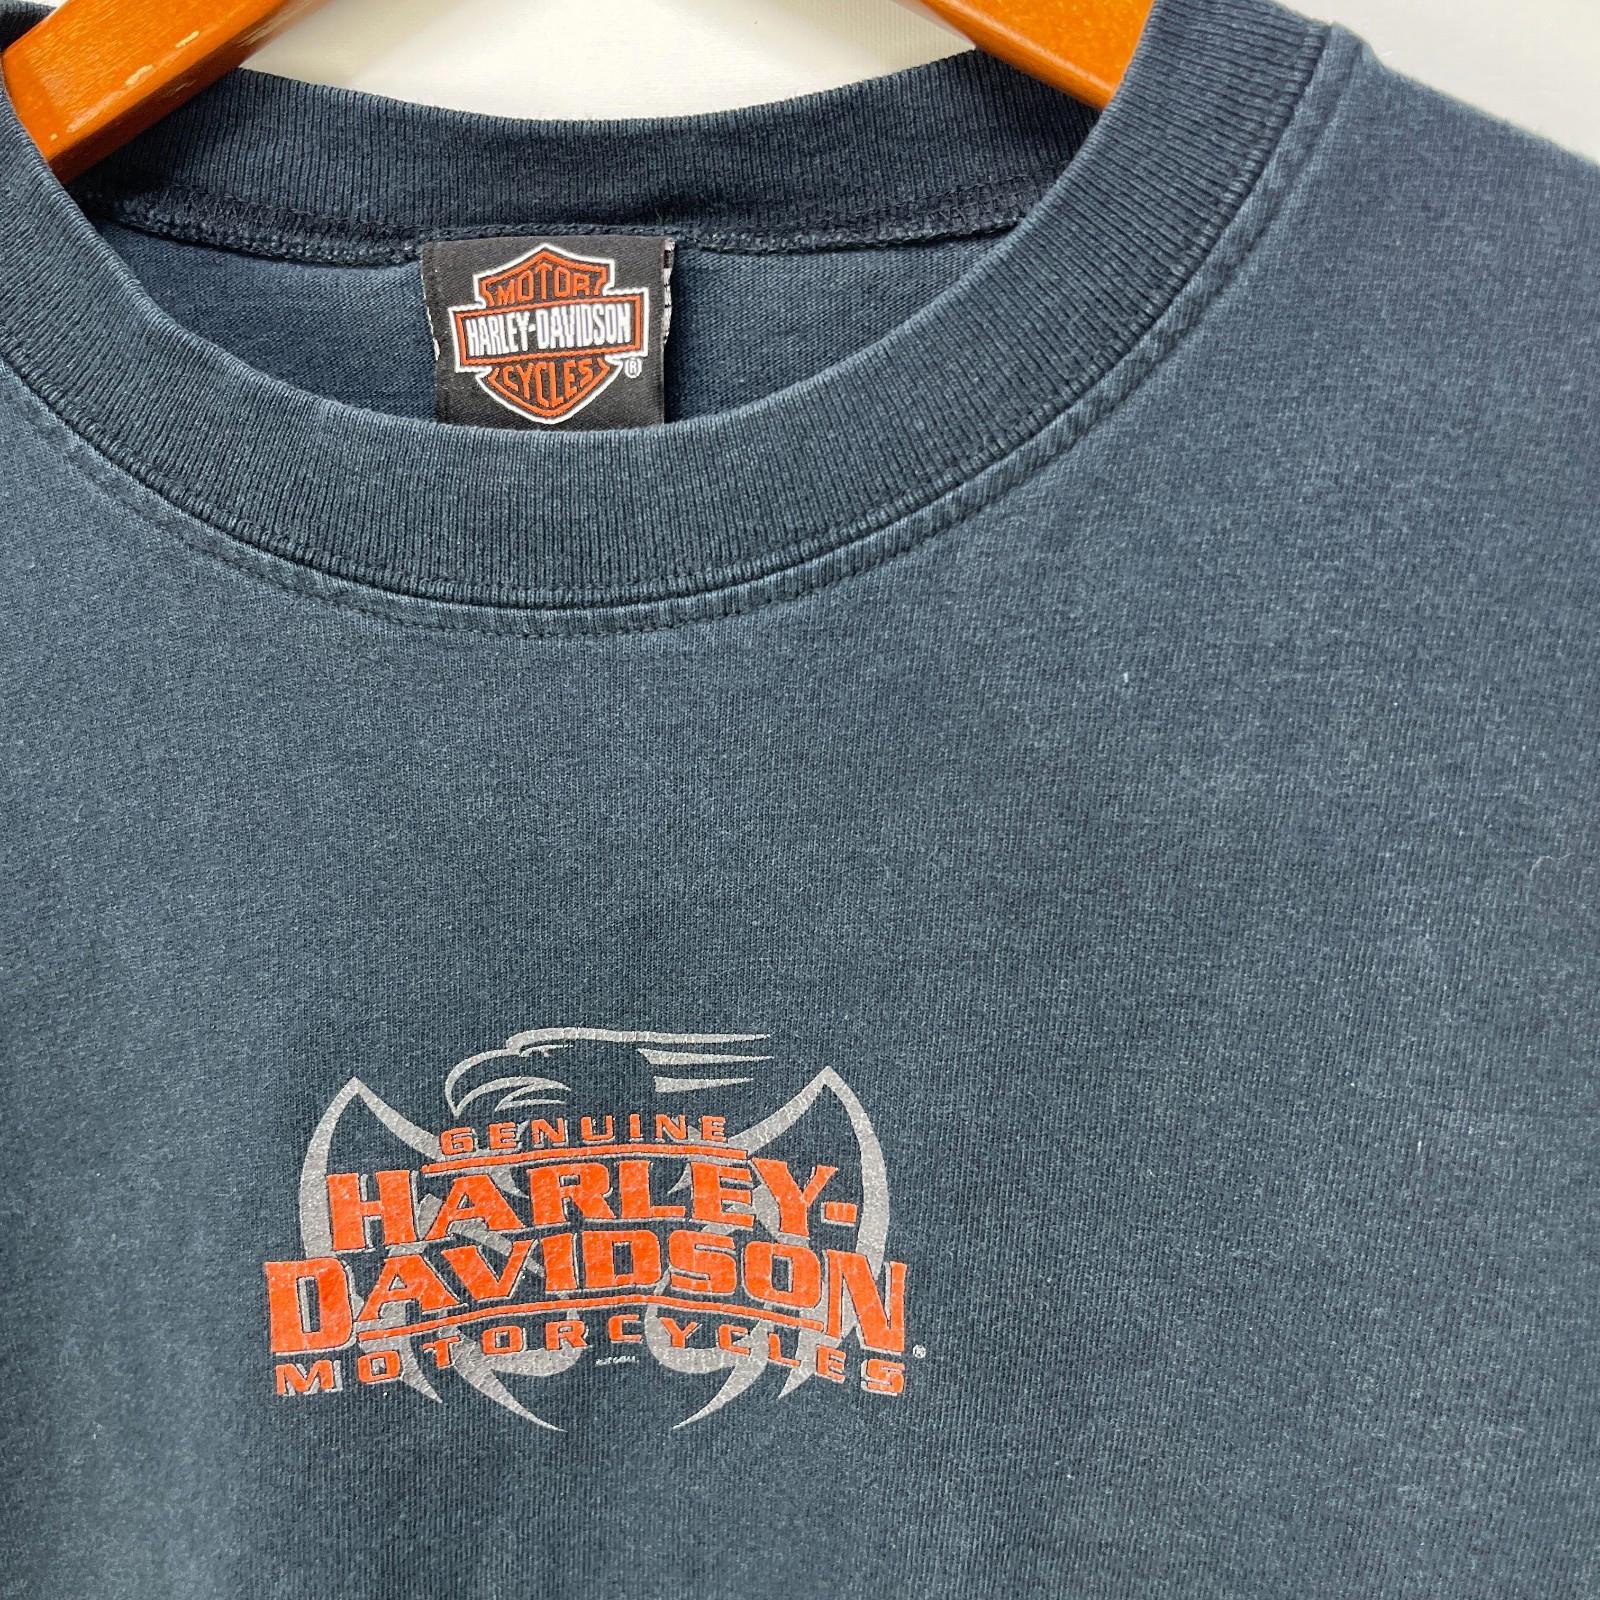 MOTOR
HARLEY-DAVIDSON
CYCLES
®
GENUINE
HARLEY-
DAVIDSON
MOTORCYCLES
®